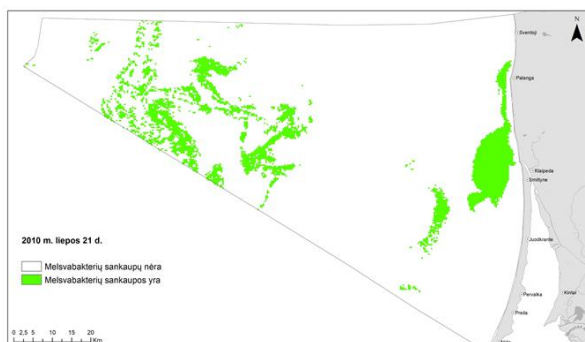 N
Šventoji
Palanga
Klaipėda
Smiltynė
Juodkrantė
2010 m. liepos 21 d.
Melsvabakterių sankaupų nėra
Melsvabakterių sankaupos yra
Pervalka
Kintai
Preila
0 2,5 5 10 15 20
Km